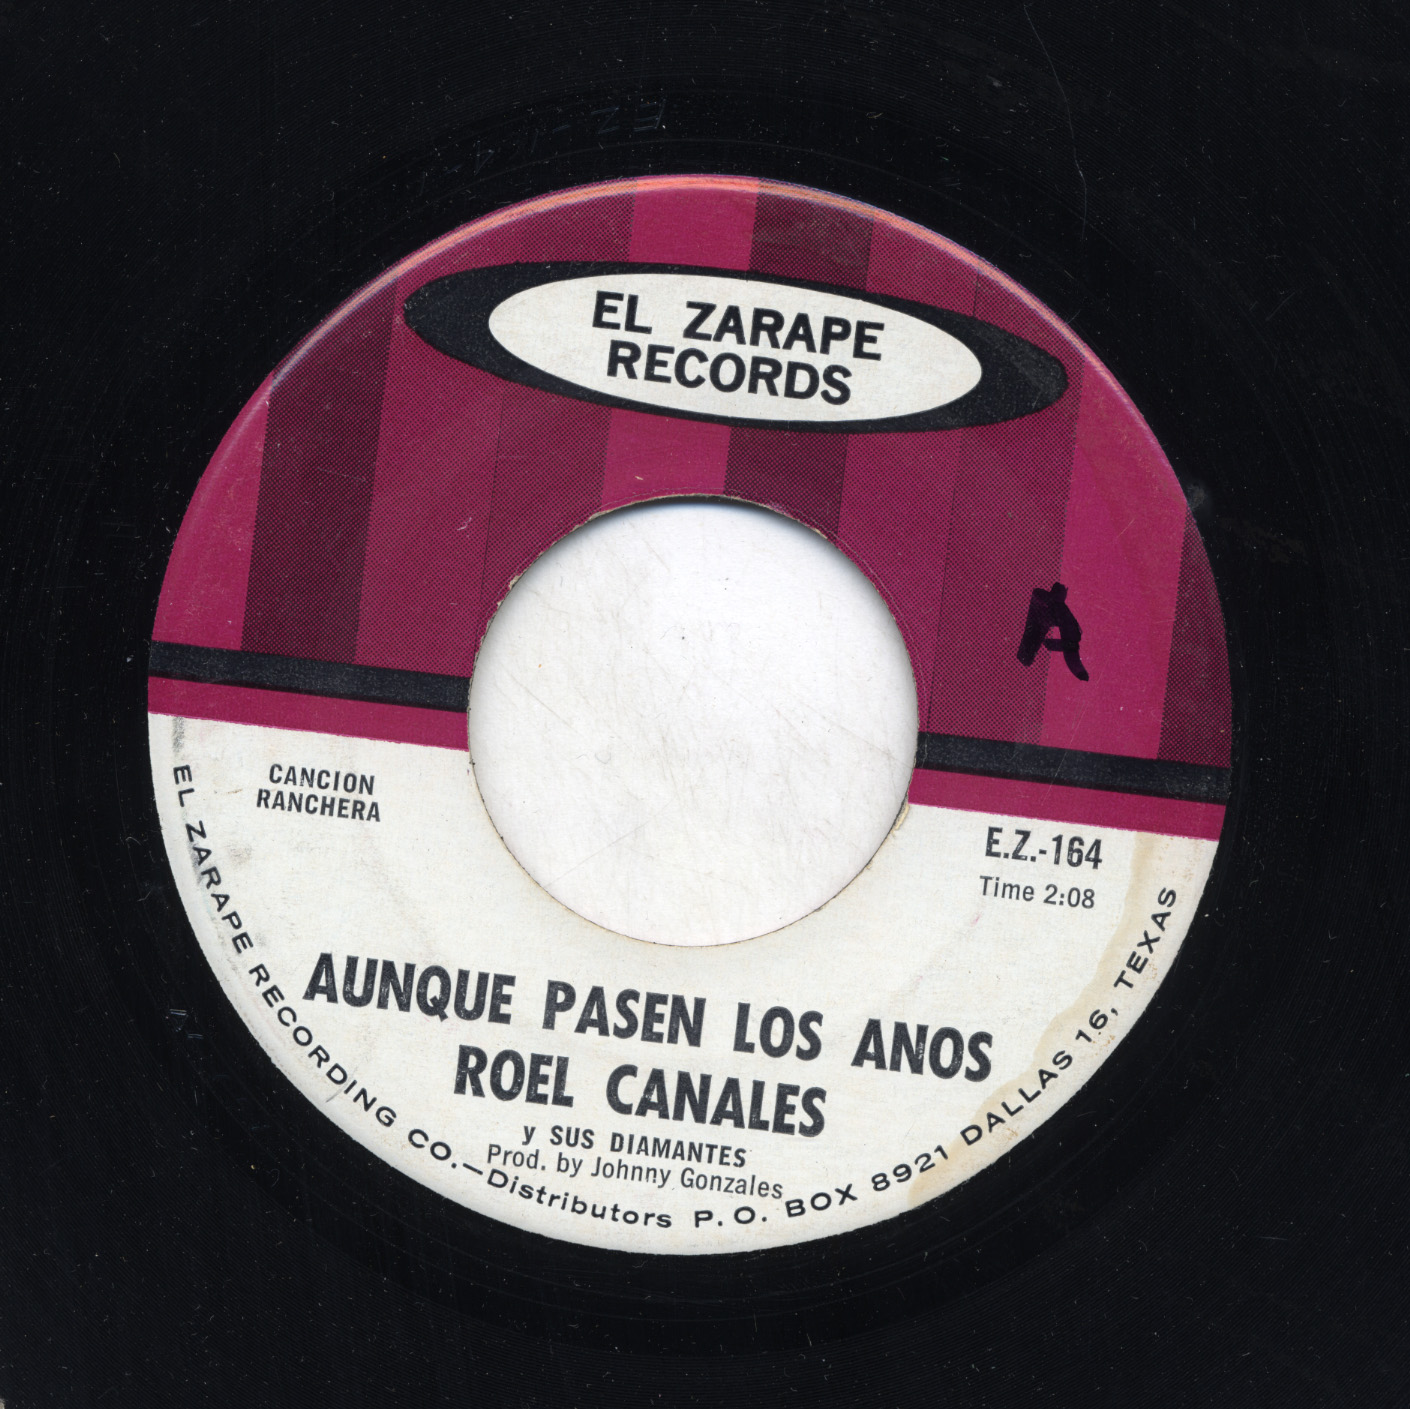 EL ZARAPE
RECORDS
A
CANCION
RANCHERA
E.Z.-164
Time 2:08
AUNQUE PASEN LOS ANOS
ROEL CANALES
y SUS DIAMANTES
Prod. by Johnny Gonzales
EL ZARAPE RECORDING CO.—Distributors P.O. BOX 8921 DALLAS 16, TEXAS